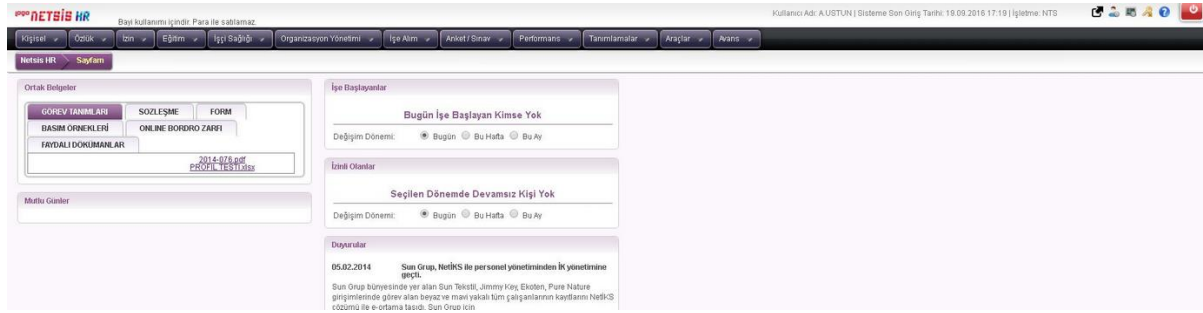 NETSİS HR
Bayi kullanımı içindir. Para ile satılamaz.
Kullanıcı Adı: A.USTUN | Sisteme Son Giriş Tarihi: 19.09.2016 17:19 | İşletme: NTS
Kişisel Özlük İzin Eğitim İşçi Sağlığı Organizasyon Yönetimi İşe Alım Anket / Sınav Performans Tanımlamalar Araçlar Avans
Netsis HR Sayfam
Ortak Belgeler
GÖREV TANIMLARI SOZLEŞME FORM
BASIM ÖRNEKLERİ ONLINE BORDRO ZARFI
FAYDALI DÖKÜMANLAR
2014-076.pdf
PROFİL TESTİ.xlsx
Mutlu Günler
İşe Başlayanlar
Bugün İşe Başlayan Kimse Yok
Değişim Dönemi: Bugün Bu Hafta Bu Ay
İzinli Olanlar
Seçilen Dönemde Devamsız Kişi Yok
Değişim Dönemi: Bugün Bu Hafta Bu Ay
Duyurular
05.02.2014 Sun Grup, NetİKS ile personel yönetiminden İK yönetimine
geçti.
Sun Grup bünyesinde yer alan Sun Tekstil, Jimmy Key, Ekoten, Pure Nature
girişimlerinde görev alan beyaz ve mavi yakalı tüm çalışanlarının kayıtlarını NetİKS
çözümü ile e-ortama taşıdı. Sun Grup için